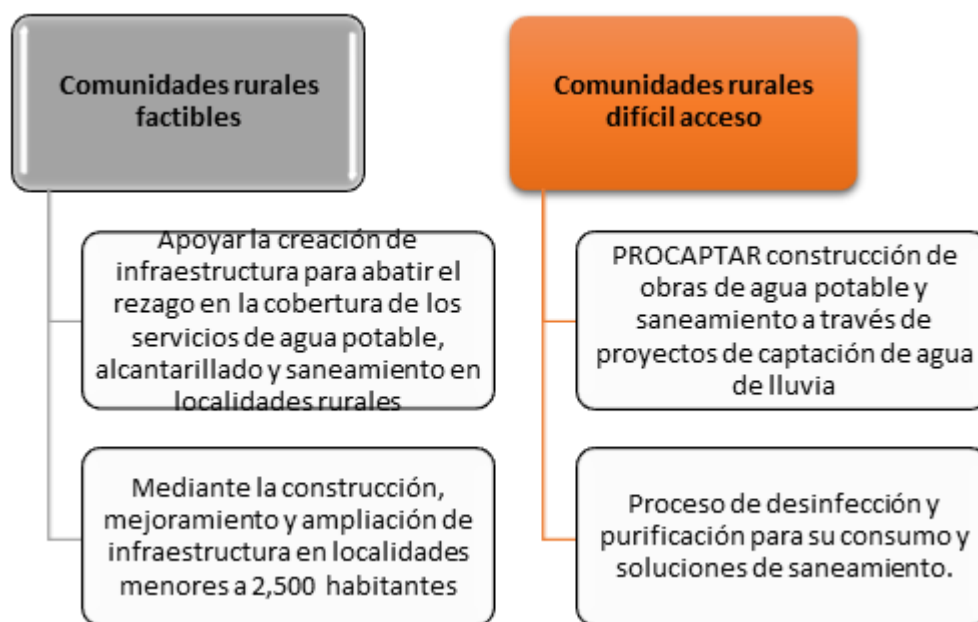 Comunidades rurales
factibles
Apoyar la creación de
infraestructura para abatir el
rezago en la cobertura de los
servicios de agua potable,
alcantarillado y saneamiento en
localidades rurales
Mediante la construcción,
mejoramiento y ampliación de
infraestructura en localidades
menores a 2,500 habitantes
Comunidades rurales
difícil acceso
PROCAPTAR construcción de
obras de agua potable y
saneamiento a través de
proyectos de captación de agua
de lluvia
Proceso de desinfección y
purificación para su consumo y
soluciones de saneamiento.